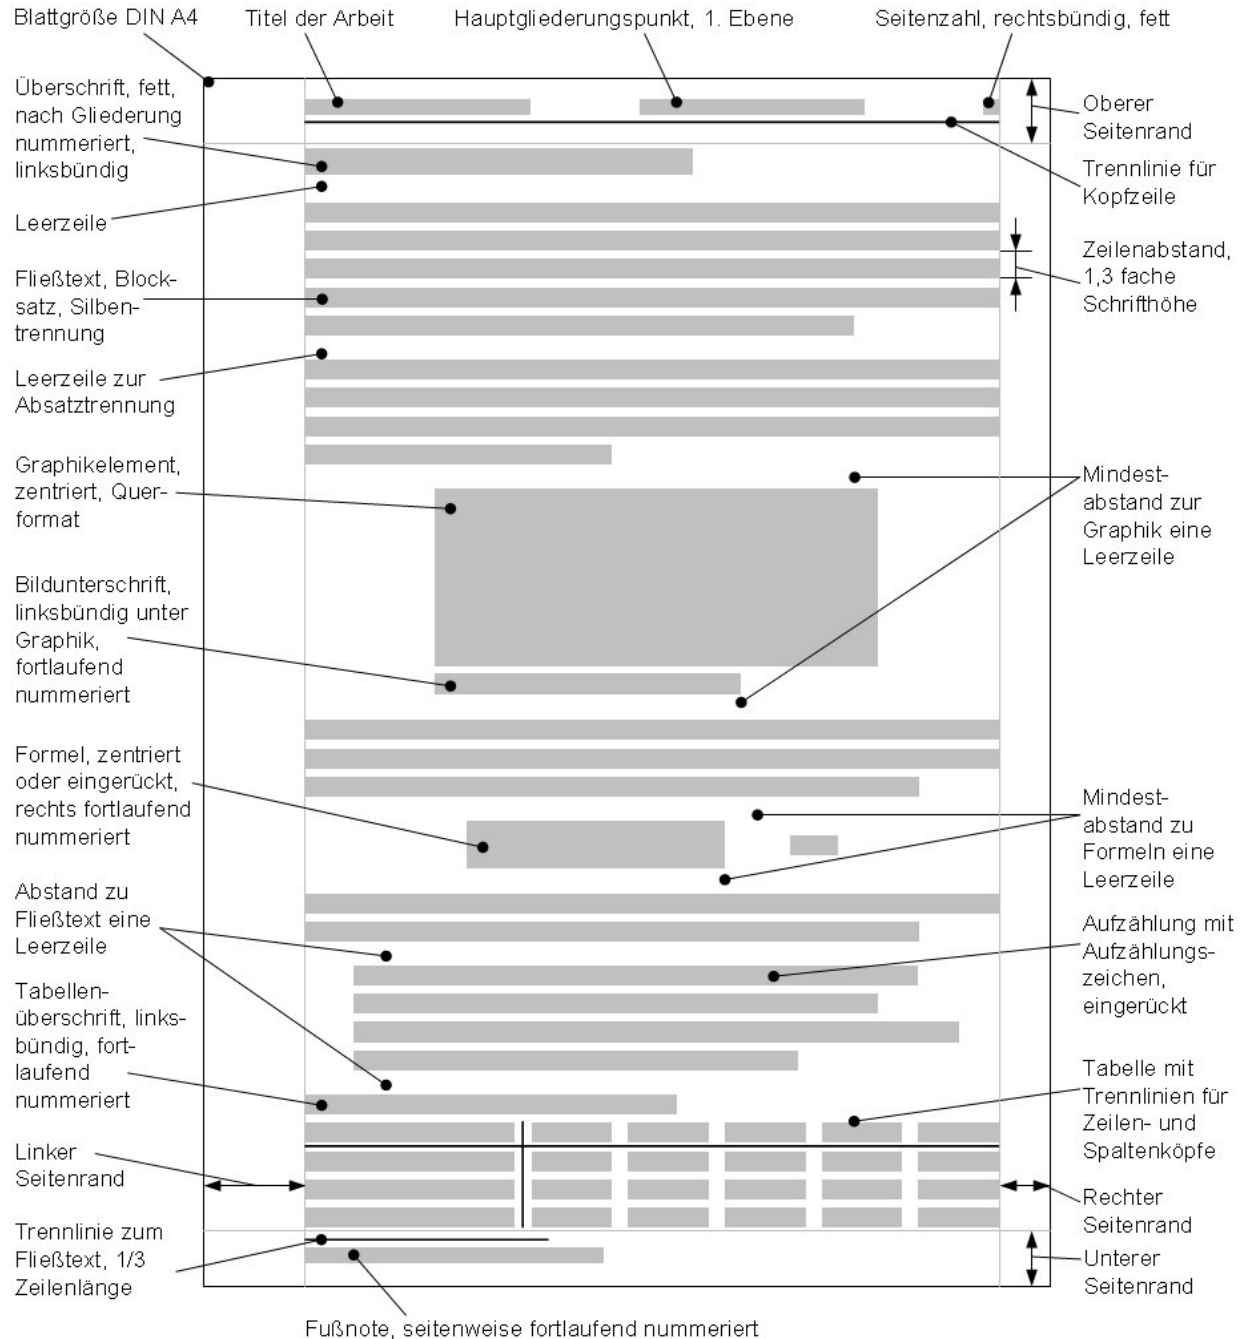 Blattgröße DIN A4
Titel der Arbeit
Hauptgliederungspunkt, 1. Ebene
Seitenzahl, rechtsbündig, fett
Überschrift, fett,
nach Gliederung
nummeriert,
linksbündig
Leerzeile
Fließtext, Block-
satz, Silben-
trennung
Leerzeile zur
Absatztrennung
Graphikelement,
zentriert, Quer-
format
Bildunterschrift,
linksbündig unter
Graphik,
fortlaufend
nummeriert
Formel, zentriert
oder eingerückt,
rechts fortlaufend
nummeriert
Abstand zu
Fließtext eine
Leerzeile
Tabellen-
überschrift, links-
bündig, fort-
laufend
nummeriert
Linker
Seitenrand
Trennlinie zum
Fließtext, 1/3
Zeilenlänge
Oberer
Seitenrand
Trennlinie für
Kopfzeile
Zeilenabstand,
1,3 fache
Schrifthöhe
Mindest-
abstand zur
Graphik eine
Leerzeile
Mindest-
abstand zu
Formeln eine
Leerzeile
Aufzählung mit
Aufzählungs-
zeichen,
eingerückt
Tabelle mit
Trennlinien für
Zeilen- und
Spaltenköpfe
Rechter
Seitenrand
Unterer
Seitenrand
Fußnote, seitenweise fortlaufend nummeriert